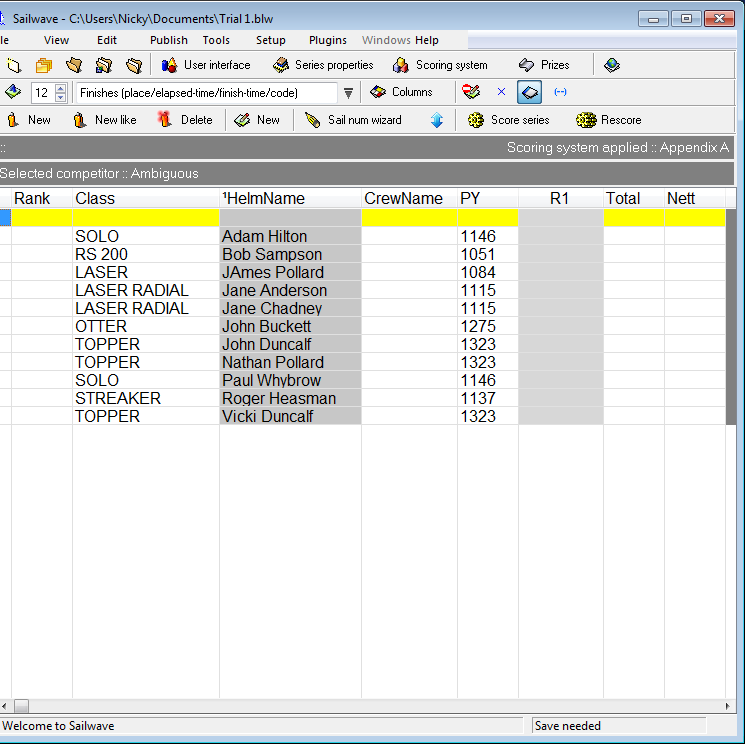 Sailwave - C:\Users\Nicky\Documents\Trial 1.blw
le View Edit Publish Tools Setup Plugins Windows Help
User interface Series properties Scoring system Prizes
12 Finishes (place/elapsed-time/finish-time/code) Columns
New New like Delete New Sail num wizard Score series Rescore
:: Scoring system applied :: Appendix A
Selected competitor :: Ambiguous
Rank Class ¹HelmName CrewName PY R1 Total Nett
SOLO Adam Hilton 1146
RS 200 Bob Sampson 1051
LASER JAmes Pollard 1084
LASER RADIAL Jane Anderson 1115
LASER RADIAL Jane Chadney 1115
OTTER John Buckett 1275
TOPPER John Duncalf 1323
TOPPER Nathan Pollard 1323
SOLO Paul Whybrow 1146
STREAKER Roger Heasman 1137
TOPPER Vicki Duncalf 1323
Welcome to Sailwave Save needed